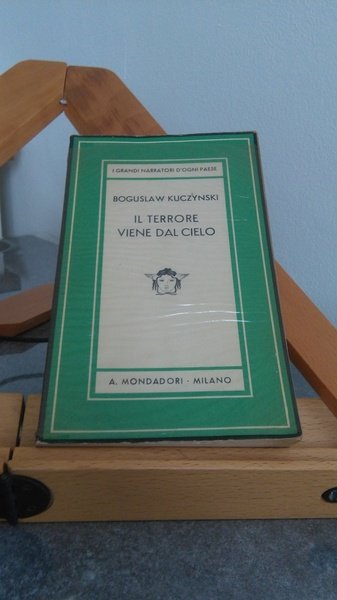 I GRANDI NARRATORI D'OGNI PAESE
BOGUSLAW KUCZYNSKI
IL TERRORE
VIENE DAL CIELO
A. MONDADORI - MILANO